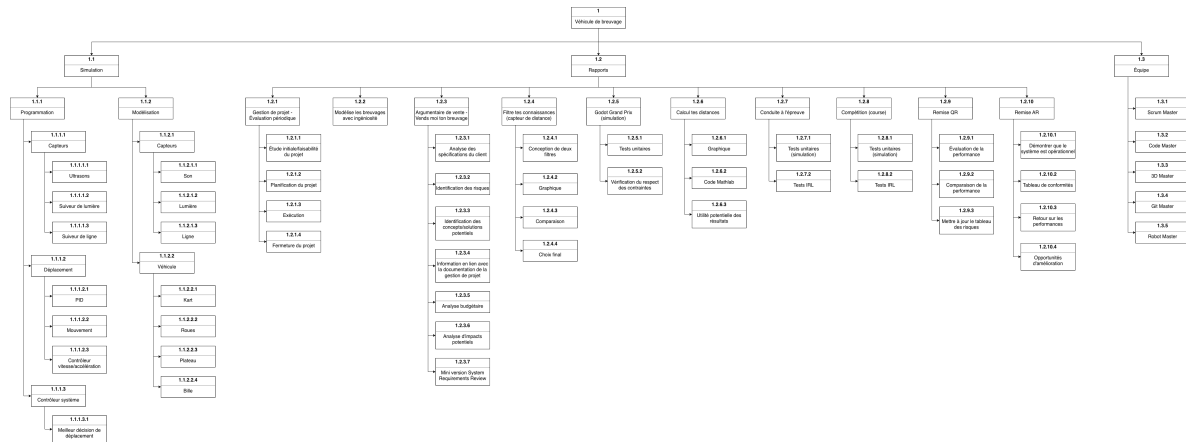 1
Véhicule de breuvage
1.1
Simulation
1.2
Rapports
1.3
Équipe
1.1.1
Programmation
1.1.2
Modélisation
1.2.1
Gestion de projet -
Évaluation périodique
1.2.2
Modélise les breuvages
avec ingéniosité
1.2.3
Argumentaire de vente -
Vends moi ton breuvage
1.2.4
Filtre les connaissances
(capteur de distance)
1.2.5
Godot Grand Prix
(simulation)
1.2.6
Calcul les distances
1.2.7
Conduite à l'épreuve
1.2.8
Compétition (course)
1.2.9
Remise QR
1.2.10
Remise AR
1.3.1
Scrum Master
1.3.2
Code Master
1.3.3
3D Master
1.3.4
Git Master
1.3.5
Robot Master
1.1.1.1
Capteurs
1.1.1.1.1
Ultrasons
1.1.1.1.2
Suiveur de lumière
1.1.1.1.3
Suiveur de ligne
1.1.1.2
Déplacement
1.1.1.2.1
PID
1.1.1.2.2
Mouvement
1.1.1.2.3
Contrôleur
vitesse/accélération
1.1.1.3
Contrôleur système
1.1.1.3.1
Meilleur décision de
déplacement
1.1.2.1
Capteurs
1.1.2.1.1
Son
1.1.2.1.2
Lumière
1.1.2.1.3
Ligne
1.1.2.2
Véhicule
1.1.2.2.1
Kart
1.1.2.2.2
Roues
1.1.2.2.3
Plateau
1.1.2.2.4
Bille
1.2.1.1
Étude initiale/faisabilité
du projet
1.2.1.2
Planification du projet
1.2.1.3
Exécution
1.2.1.4
Fermeture du projet
1.2.3.1
Analyse des
spécifications du client
1.2.3.2
Identification des risques
1.2.3.3
Identification des
concepts/solutions
potentiels
1.2.3.4
Information en lien avec
la documentation de la
gestion de projet
1.2.3.5
Analyse budgétaire
1.2.3.6
Analyse d'impacts
potentiels
1.2.3.7
Mini version System
Requirements Review
1.2.4.1
Conception de deux
filtres
1.2.4.2
Graphique
1.2.4.3
Comparaison
1.2.4.4
Choix final
1.2.5.1
Tests unitaires
1.2.5.2
Vérification du respect
des contraintes
1.2.6.1
Graphique
1.2.6.2
Code Mathlab
1.2.6.3
Utilité potentielle des
résultats
1.2.7.1
Tests unitaires
(simulation)
1.2.7.2
Tests IRL
1.2.8.1
Tests unitaires
(simulation)
1.2.8.2
Tests IRL
1.2.9.1
Evaluation de la
performance
1.2.9.2
Comparaison de la
performance
1.2.9.3
Mettre à jour le tableau
des risques
1.2.10.1
Démontrer que le
système est opérationnel
1.2.10.2
Tableau de conformités
1.2.10.3
Retour sur les
performances
1.2.10.4
Opportunités
d'amélioration